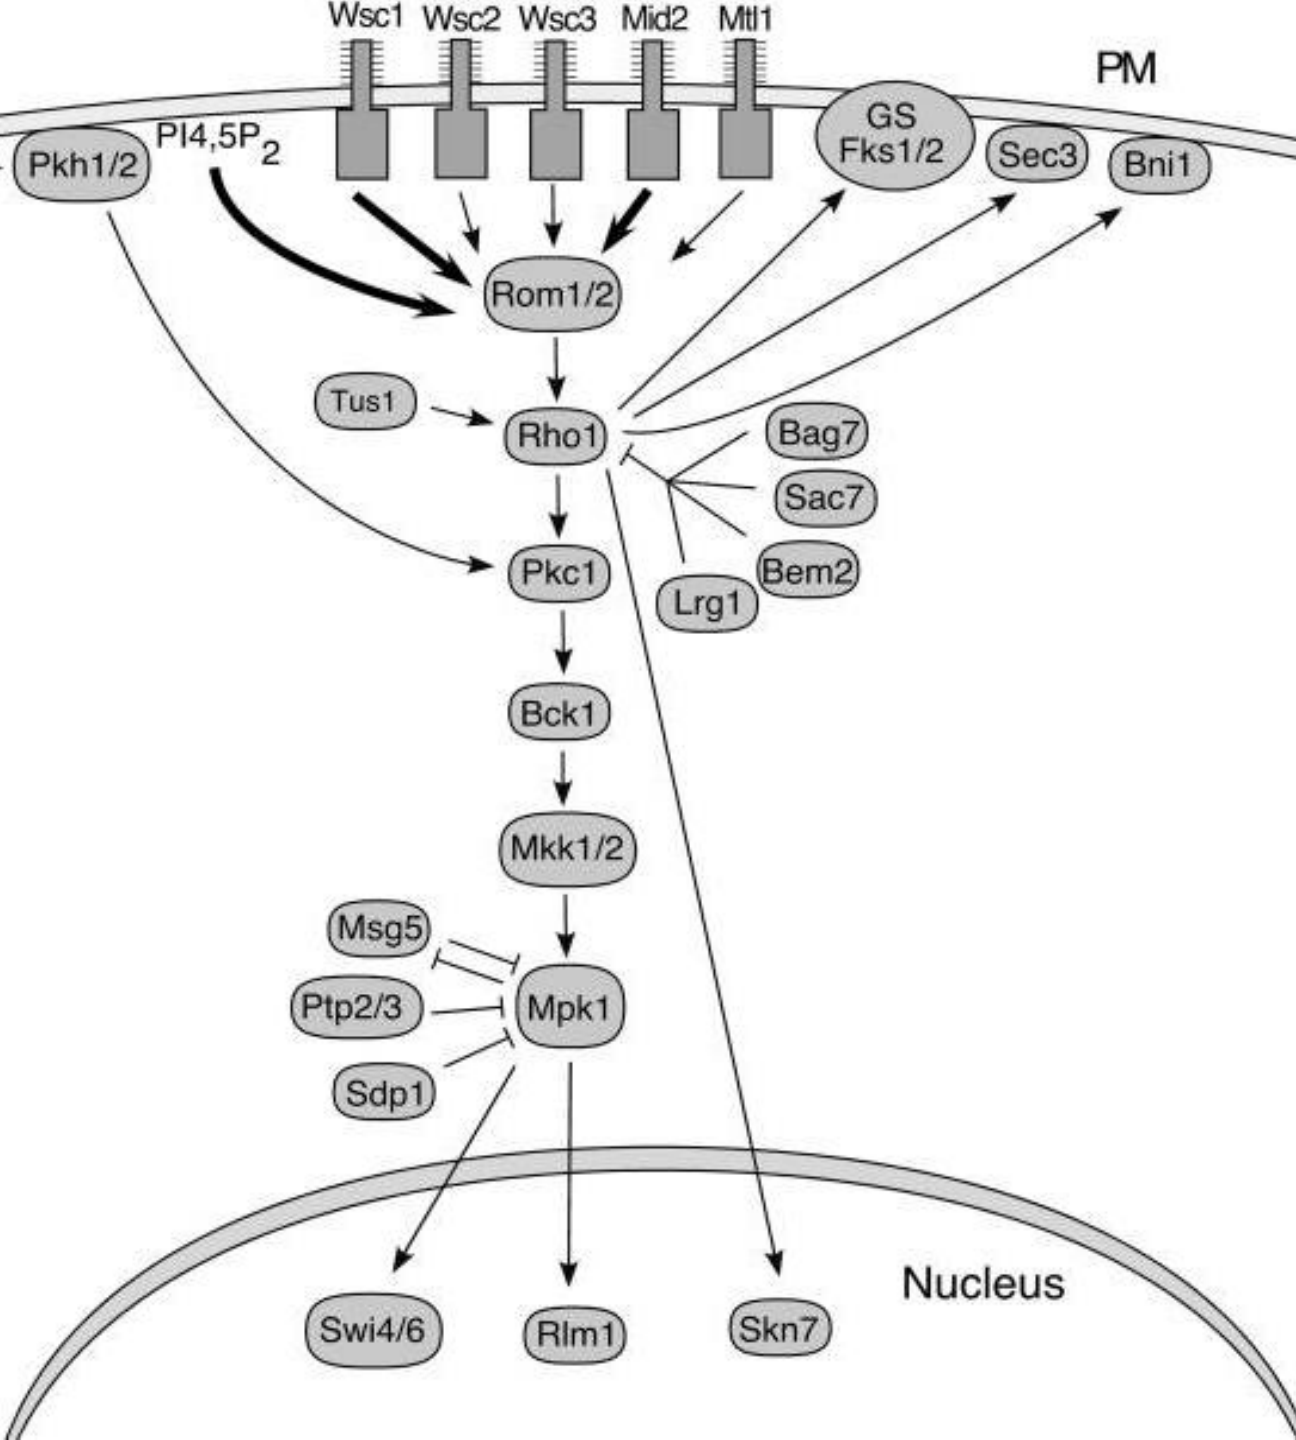 Wsc1 Wsc2 Wsc3 Mid2 Mtl1
PM
GS
Fks1/2
PI4,5P2
Pkh1/2
Sec3
Bni1
Rom1/2
Tus1
Rho1
Bag7
Sac7
Bem2
Lrg1
Pkc1
Bck1
Mkk1/2
Msg5
Ptp2/3
Mpk1
Sdp1
Nucleus
Swi4/6
Rlm1
Skn7